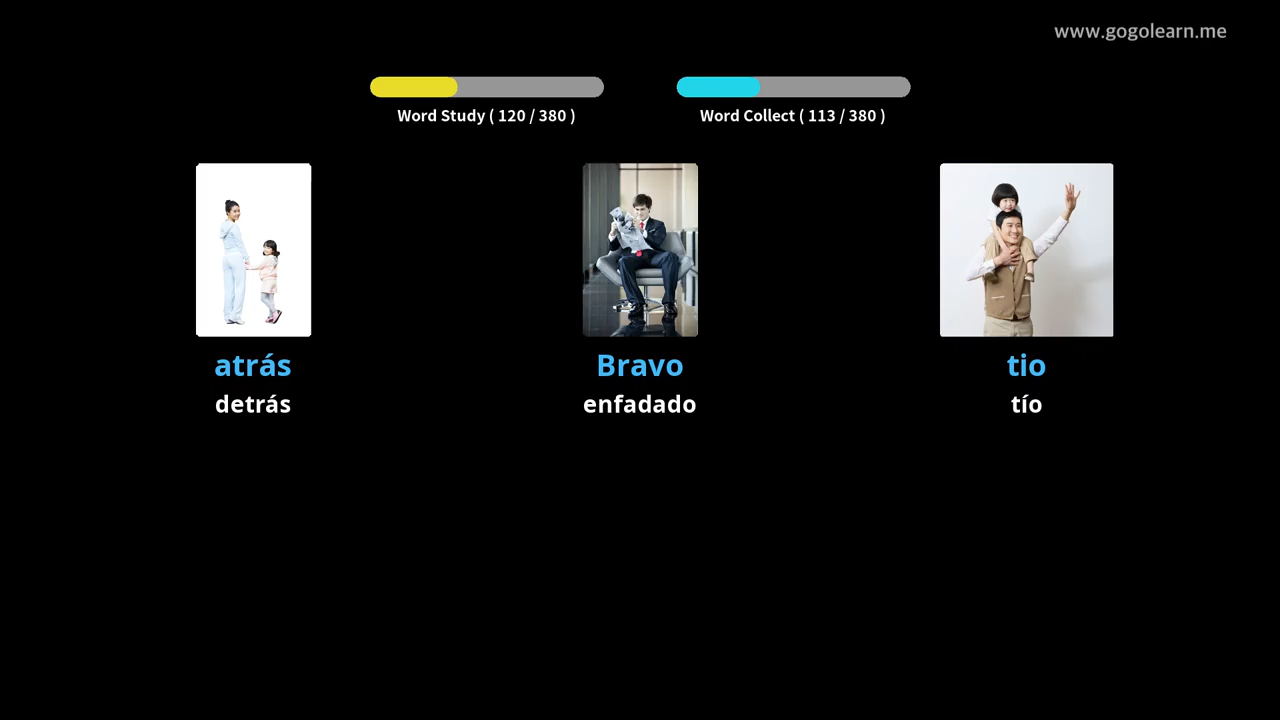 www.gogolearn.me
Word Study ( 120 / 380 )
Word Collect ( 113 / 380 )
atrás
detrás
Bravo
enfadado
tio
tío